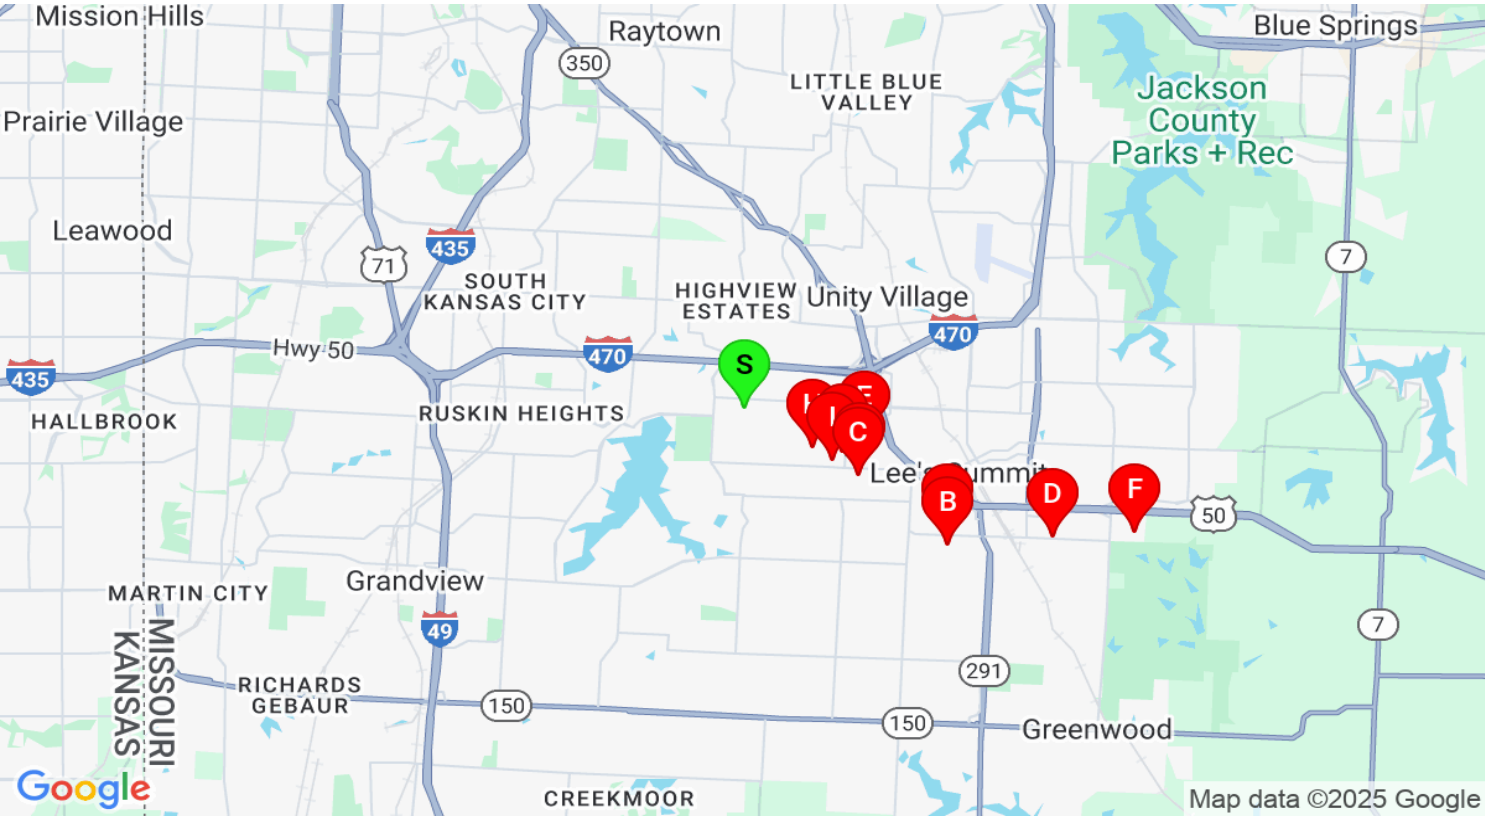 Mission Hills
Raytown
Blue Springs
350
LITTLE BLUE
VALLEY
Jackson
County
Parks + Rec
Prairie Village
Leawood
435
71
7
SOUTH
KANSAS CITY
HIGHVIEW
ESTATES
Unity Village
470
Hwy 50
470
S
435
HALLBROOK
RUSKIN HEIGHTS
C
Lee's Summit
B
D
F
50
MARTIN CITY
Grandview
49
7
MISSOURI
KANSAS
291
RICHARDS
GEBAUR
150
150
Greenwood
Google
CREEKMOOR
Map data ©2025 Google